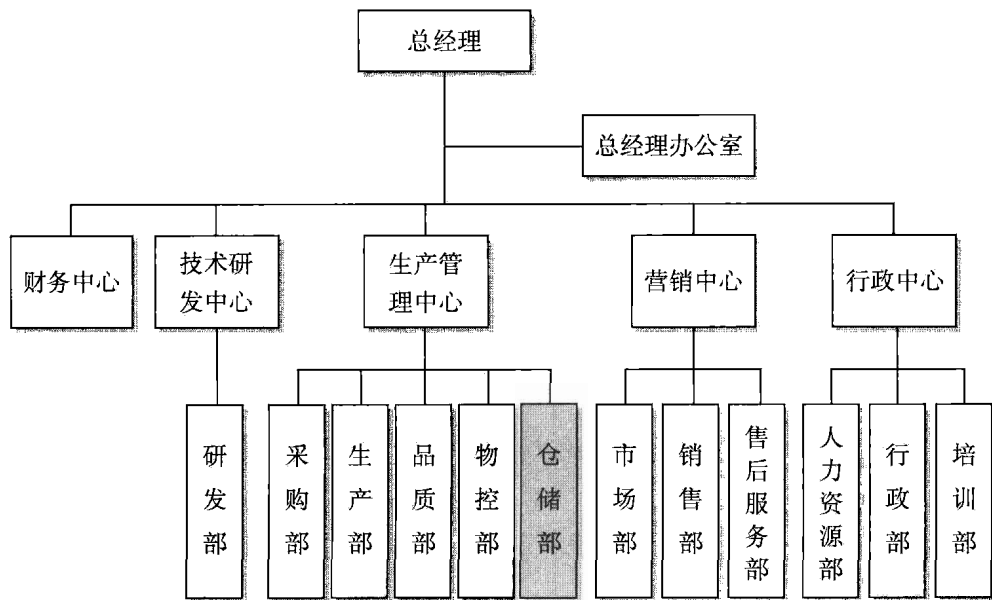 总经理
总经理办公室
财务中心
技术研
发中心
生产管
理中心
营销中心
行政中心
研发部
采购部
生产部
品质部
物控部
仓储部
市场部
销售部
售后服务部
人力资源部
行政部
培训部